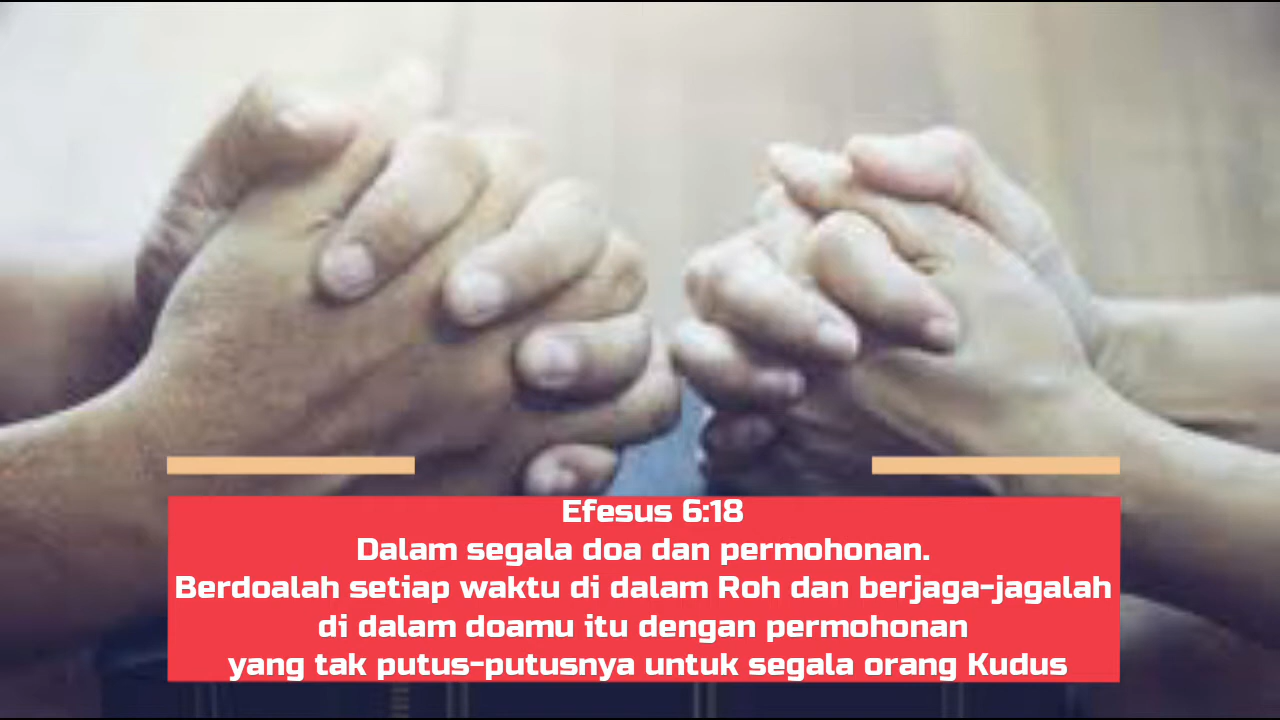 Efesus 6:18
Dalam segala doa dan permohonan.
Berdoalah setiap waktu di dalam Roh dan berjaga-jagalah
di dalam doamu itu dengan permohonan
yang tak putus-putusnya untuk segala orang Kudus